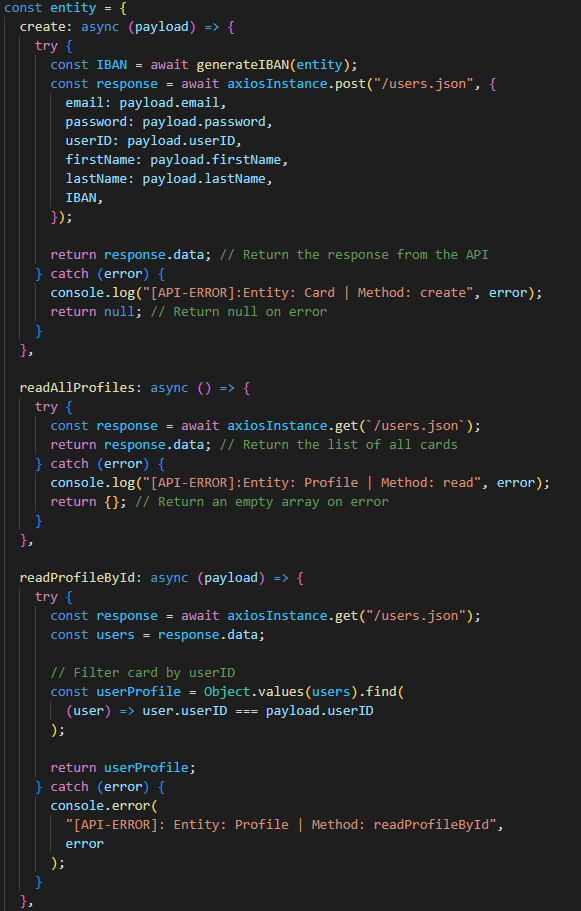 const entity = {
  create: async (payload) => {
    try {
      const IBAN = await generateIBAN(entity);
      const response = await axiosInstance.post("/users.json", {
        email: payload.email,
        password: payload.password,
        userID: payload.userID,
        firstName: payload.firstName,
        lastName: payload.lastName,
        IBAN,
      });

      return response.data; // Return the response from the API
    } catch (error) {
      console.log("[API-ERROR]:Entity: Card | Method: create", error);
      return null; // Return null on error
    }
  },

  readAllProfiles: async () => {
    try {
      const response = await axiosInstance.get(`/users.json`);
      return response.data; // Return the list of all cards
    } catch (error) {
      console.log("[API-ERROR]:Entity: Profile | Method: read", error);
      return {}; // Return an empty array on error
    }
  },

  readProfileById: async (payload) => {
    try {
      const response = await axiosInstance.get("/users.json");
      const users = response.data;

      // Filter card by userID
      const userProfile = Object.values(users).find(
        (user) => user.userID === payload.userID
      );

      return userProfile;
    } catch (error) {
      console.error(
        "[API-ERROR]: Entity: Profile | Method: readProfileById",
        error
      );
    }
  },